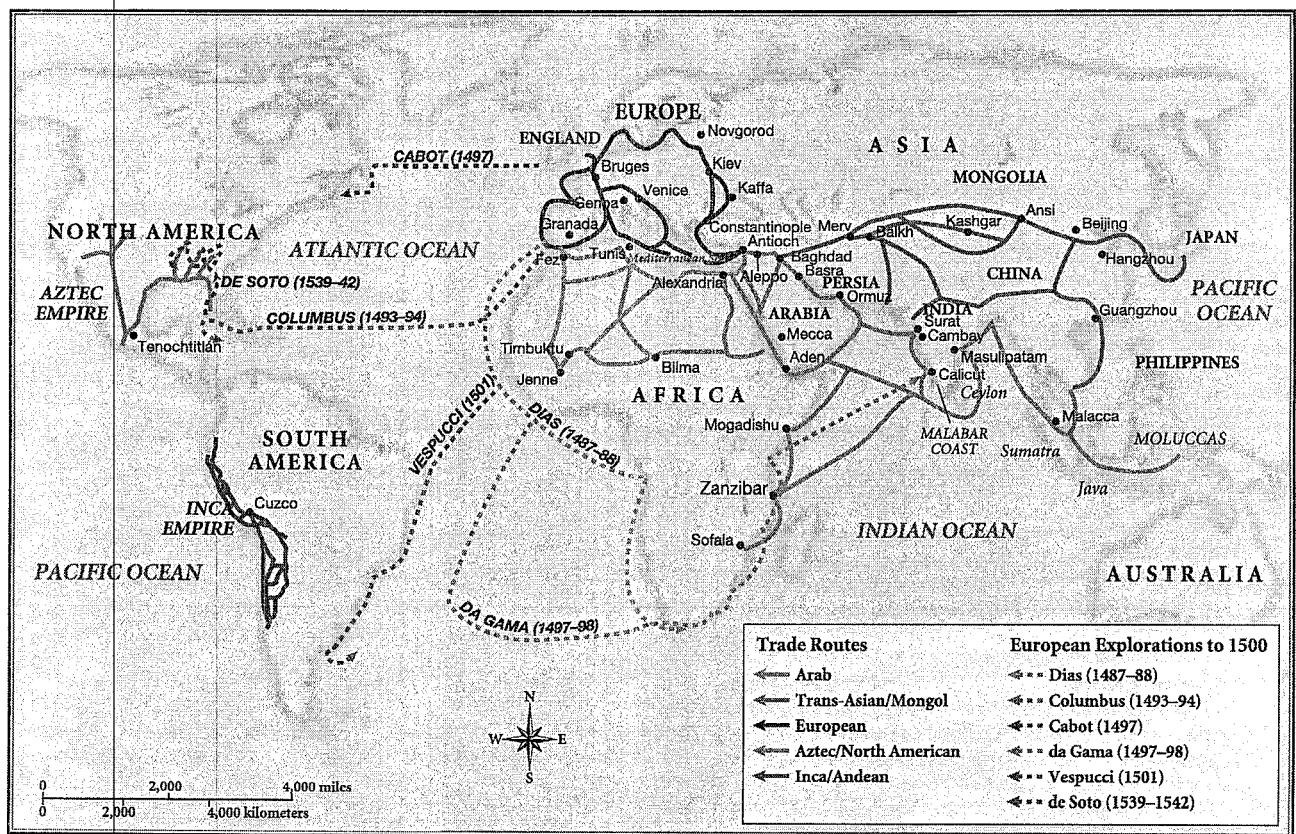 EUROPE
Novgorod
ENGLAND
ASIA
CABOT (1497)
Bruges
Kiev
MONGOLIA
Venice
Kaffa
Genoa
Ansi
NORTH AMERICA
Granada
Constantinople
Merv
Kashgar
Beijing
ATLANTIC OCEAN
Antioch
Balkh
JAPAN
Fez
Tunis
Mediterranean Sea
Baghdad
Hangzhou
DE SOTO (1539–42)
Alexandria
Aleppo
Basra
PERSIA
CHINA
AZTEC
EMPIRE
Ormuz
PACIFIC
OCEAN
COLUMBUS (1493–94)
ARABIA
INDIA
Surat
Guangzhou
Tenochtitlán
Mecca
Cambay
Timbuktu
Bilma
Aden
Masulipatam
PHILIPPINES
Jenne
Calicut
AFRICA
Ceylon
VESPUCCI (1501)
DIAS (1487–88)
Mogadishu
Malacca
SOUTH
AMERICA
MALABAR
COAST
Sumatra
MOLUCCAS
Zanzibar
Java
INCA
EMPIRE
Cuzco
Sofala
INDIAN OCEAN
PACIFIC OCEAN
AUSTRALIA
DA GAMA (1497–98)
Trade Routes
Arab
Trans-Asian/Mongol
European
Aztec/North American
Inca/Andean
European Explorations to 1500
Dias (1487–88)
Columbus (1493–94)
Cabot (1497)
da Gama (1497–98)
Vespucci (1501)
de Soto (1539–1542)
N
W E
S
0 2,000 4,000 miles
0 2,000 4,000 kilometers